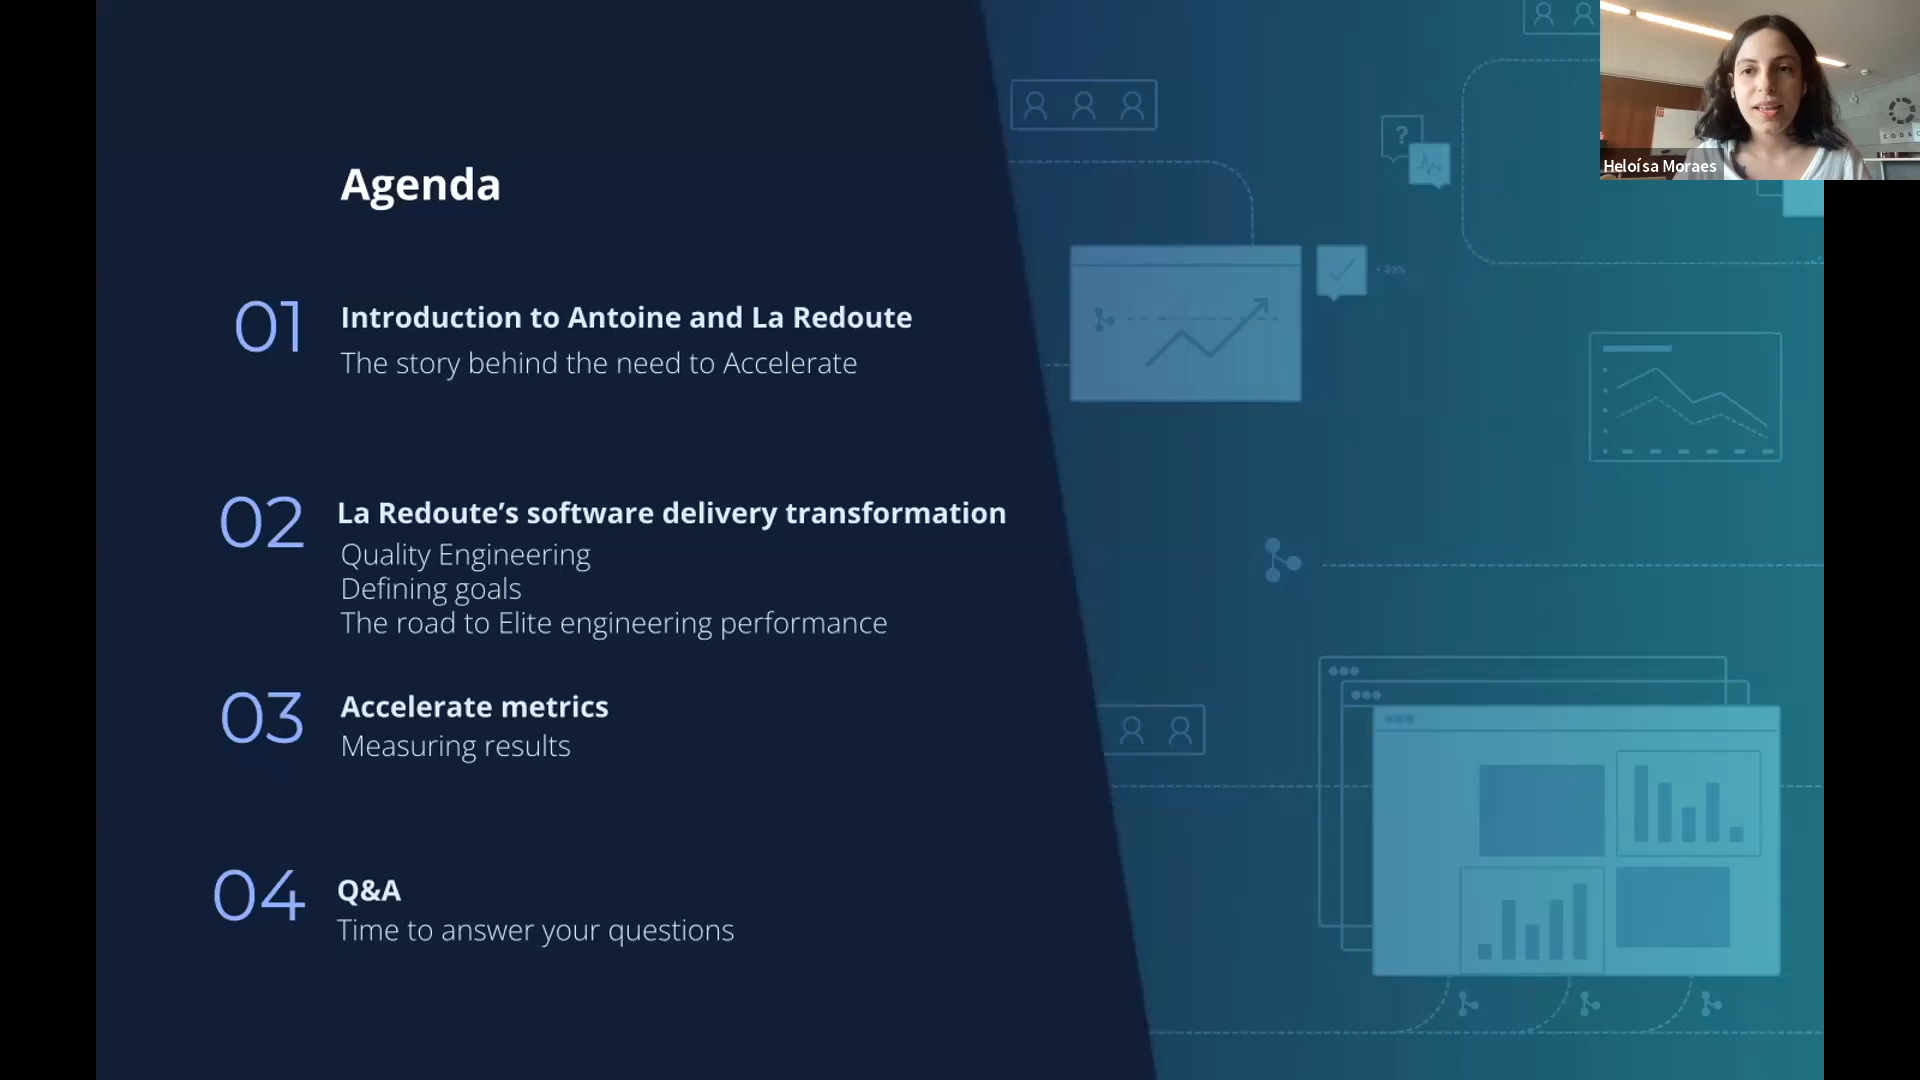 Agenda
01
Introduction to Antoine and La Redoute
The story behind the need to Accelerate
02
La Redoute’s software delivery transformation
Quality Engineering
Defining goals
The road to Elite engineering performance
03
Accelerate metrics
Measuring results
04
Q&A
Time to answer your questions
?
Heloísa Moraes